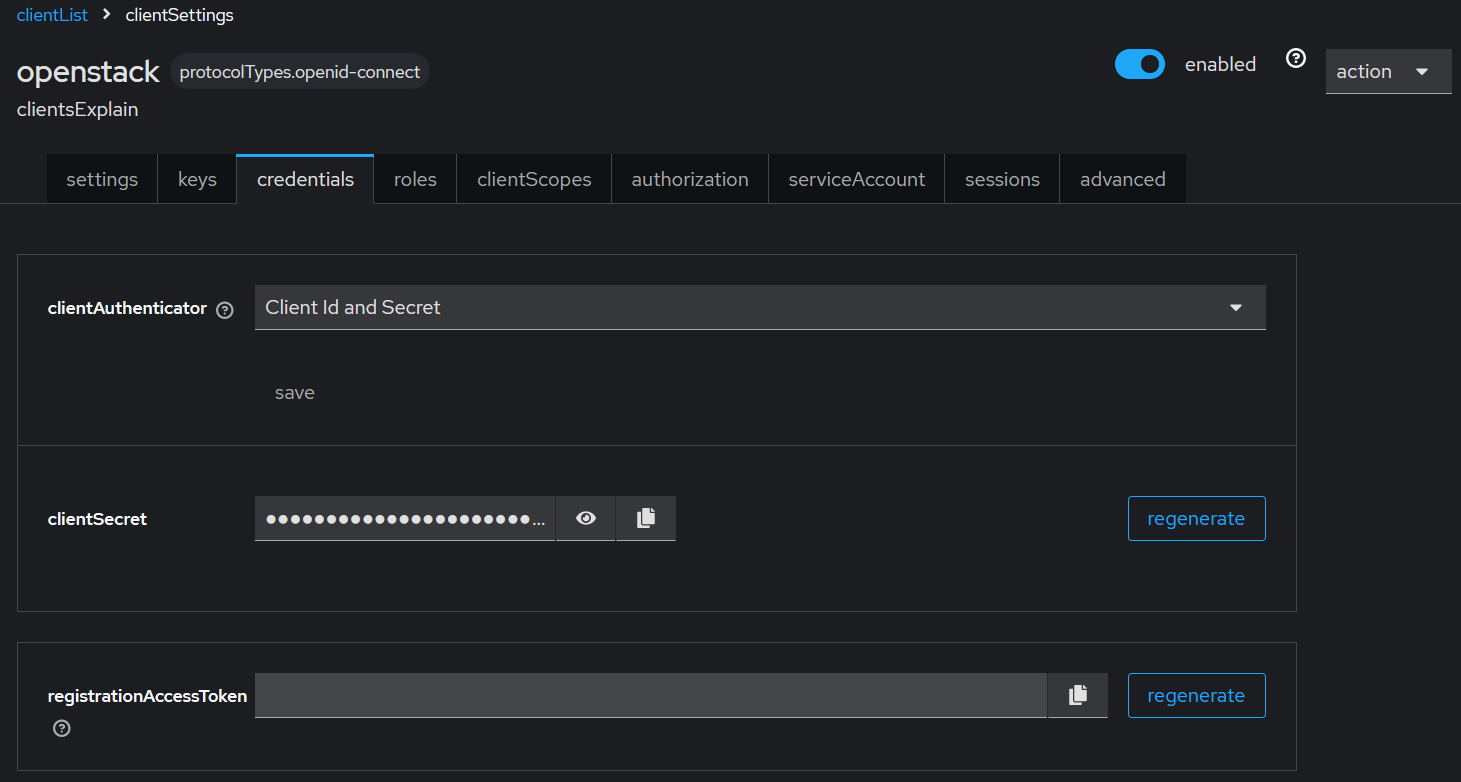 clientList > clientSettings
openstack protocolTypes.openid-connect enabled action
clientsExplain
settings keys credentials roles clientScopes authorization serviceAccount sessions advanced
clientAuthenticator Client Id and Secret
save
clientSecret ●●●●●●●●●●●●●●●●●●●●●●... regenerate
registrationAccessToken regenerate